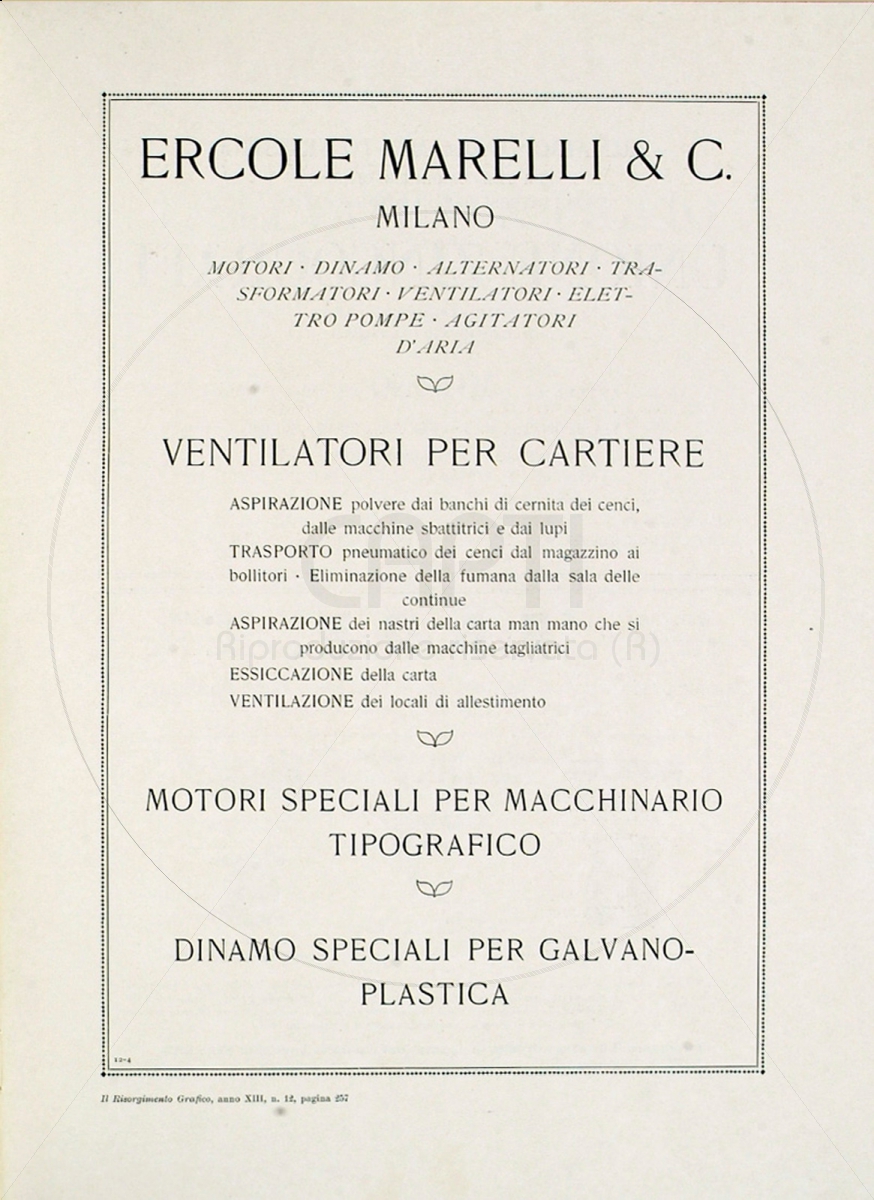 ERCOLE MARELLI & C.
MILANO
MOTORI · DINAMO · ALTERNATORI · TRA-
SFORMATORI · VENTILATORI · ELET-
TRO POMPE · AGITATORI
D'ARIA
VENTILATORI PER CARTIERE
ASPIRAZIONE polvere dai banchi di cernita dei cenci,
dalle macchine sbattitrici e dai lupi
TRASPORTO pneumatico dei cenci dal magazzino ai
bollitori · Eliminazione della fumana dalla sala delle
continue
ASPIRAZIONE dei nastri della carta man mano che si
producono dalle macchine tagliatrici
Riproduzione riservata (R)
ESSICCAZIONE della carta
VENTILAZIONE dei locali di allestimento
MOTORI SPECIALI PER MACCHINARIO
TIPOGRAFICO
DINAMO SPECIALI PER GALVANO-
PLASTICA
12-4
Il Risorgimento Grafico, anno XIII, n. 12, pagina 257